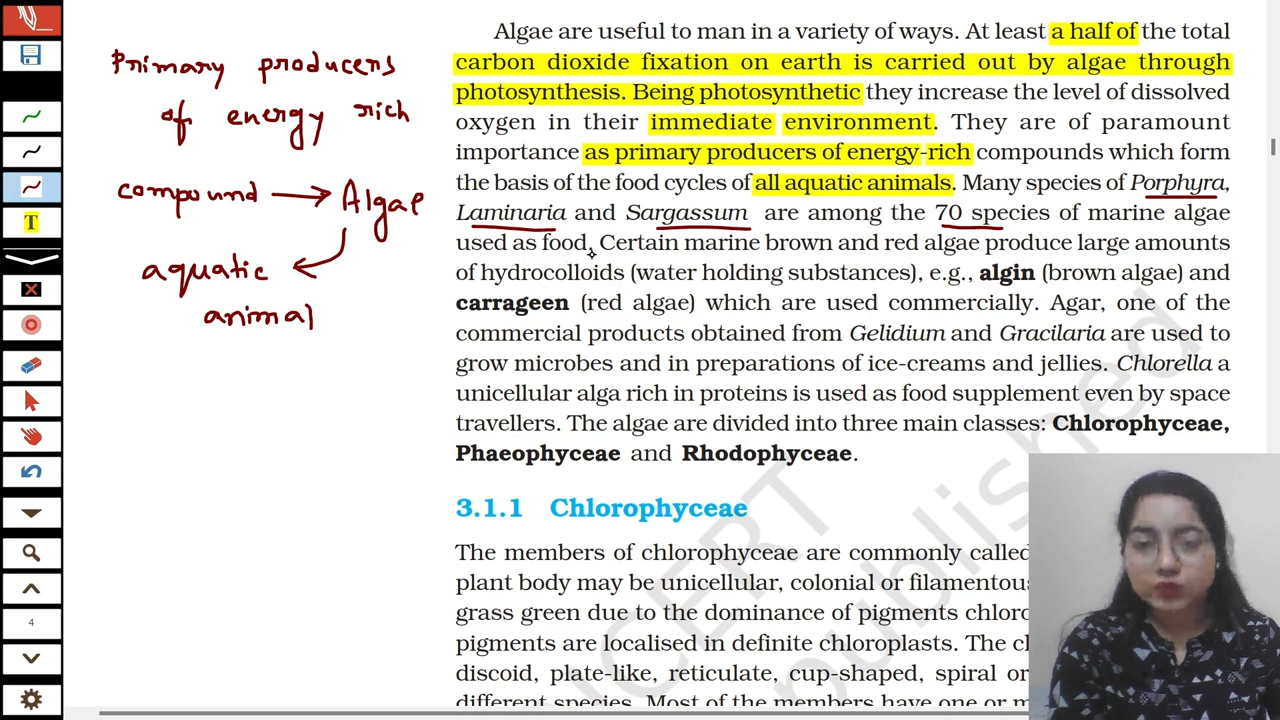 Primary producers
of energy rich
compound → Algae
aquatic
animal
Algae are useful to man in a variety of ways. At least a half of the total
carbon dioxide fixation on earth is carried out by algae through
photosynthesis. Being photosynthetic they increase the level of dissolved
oxygen in their immediate environment. They are of paramount
importance as primary producers of energy-rich compounds which form
the basis of the food cycles of all aquatic animals. Many species of Porphyra,
Laminaria and Sargassum are among the 70 species of marine algae
used as food. Certain marine brown and red algae produce large amounts
of hydrocolloids (water holding substances), e.g., algin (brown algae) and
carrageen (red algae) which are used commercially. Agar, one of the
commercial products obtained from Gelidium and Gracilaria are used to
grow microbes and in preparations of ice-creams and jellies. Chlorella a
unicellular alga rich in proteins is used as food supplement even by space
travellers. The algae are divided into three main classes: Chlorophyceae,
Phaeophyceae and Rhodophyceae.
3.1.1 Chlorophyceae
The members of chlorophyceae are commonly called
plant body may be unicellular, colonial or filamentous
grass green due to the dominance of pigments
pigments are localised in definite chloroplasts. The
discoid, plate-like, reticulate, cup-shaped, spiral or
different species. Most of the members have one or
T
4
published